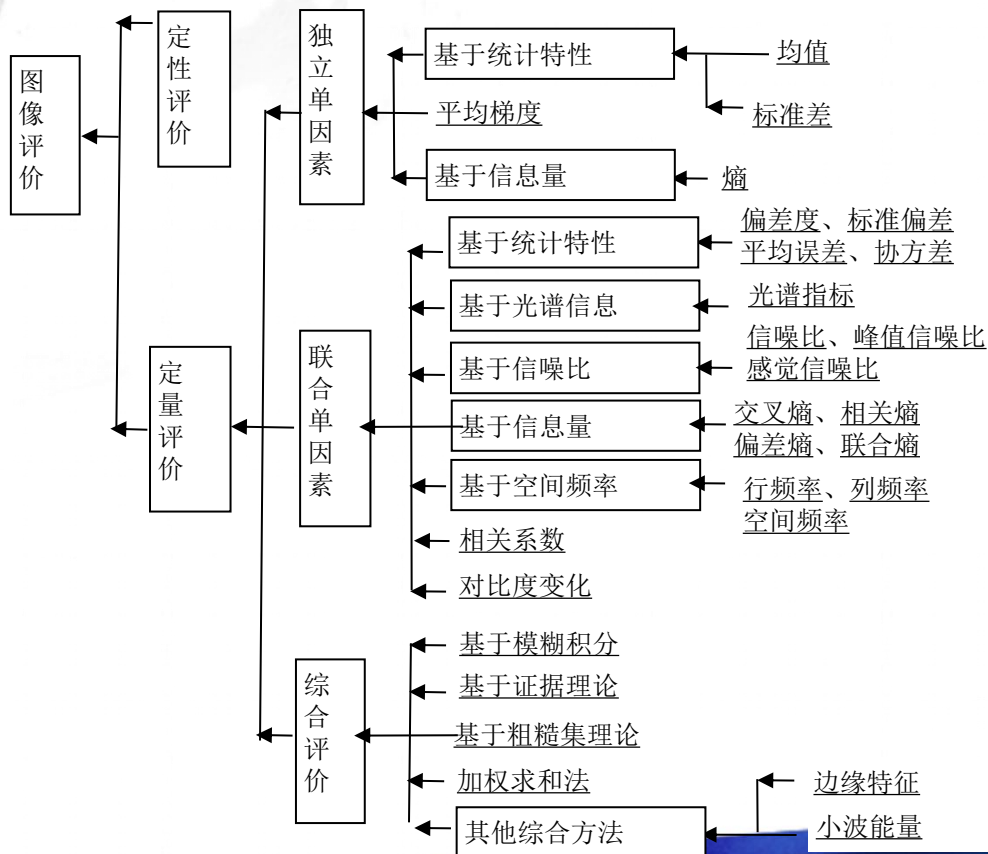 图像评价
定性评价
独立单因素
基于统计特性
均值
标准差
平均梯度
基于信息量
熵
定量评价
联合单因素
基于统计特性
偏差度、标准偏差
平均误差、协方差
基于光谱信息
光谱指标
基于信噪比
信噪比、峰值信噪比
感觉信噪比
基于信息量
交叉熵、相关熵
偏差熵、联合熵
基于空间频率
行频率、列频率
空间频率
相关系数
对比度变化
综合评价
基于模糊积分
基于证据理论
基于粗糙集理论
加权求和法
其他综合方法
边缘特征
小波能量